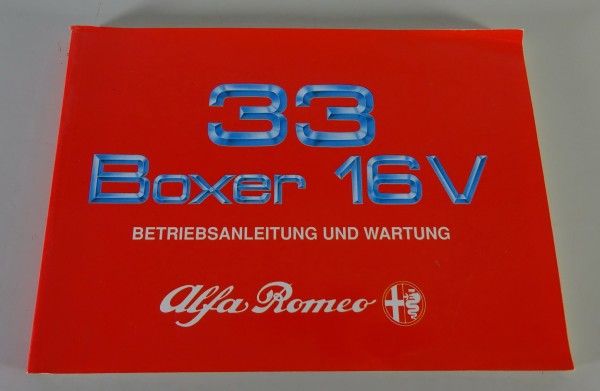 33
Boxer 16V
BETRIEBSANLEITUNG UND WARTUNG
Alfa Romeo